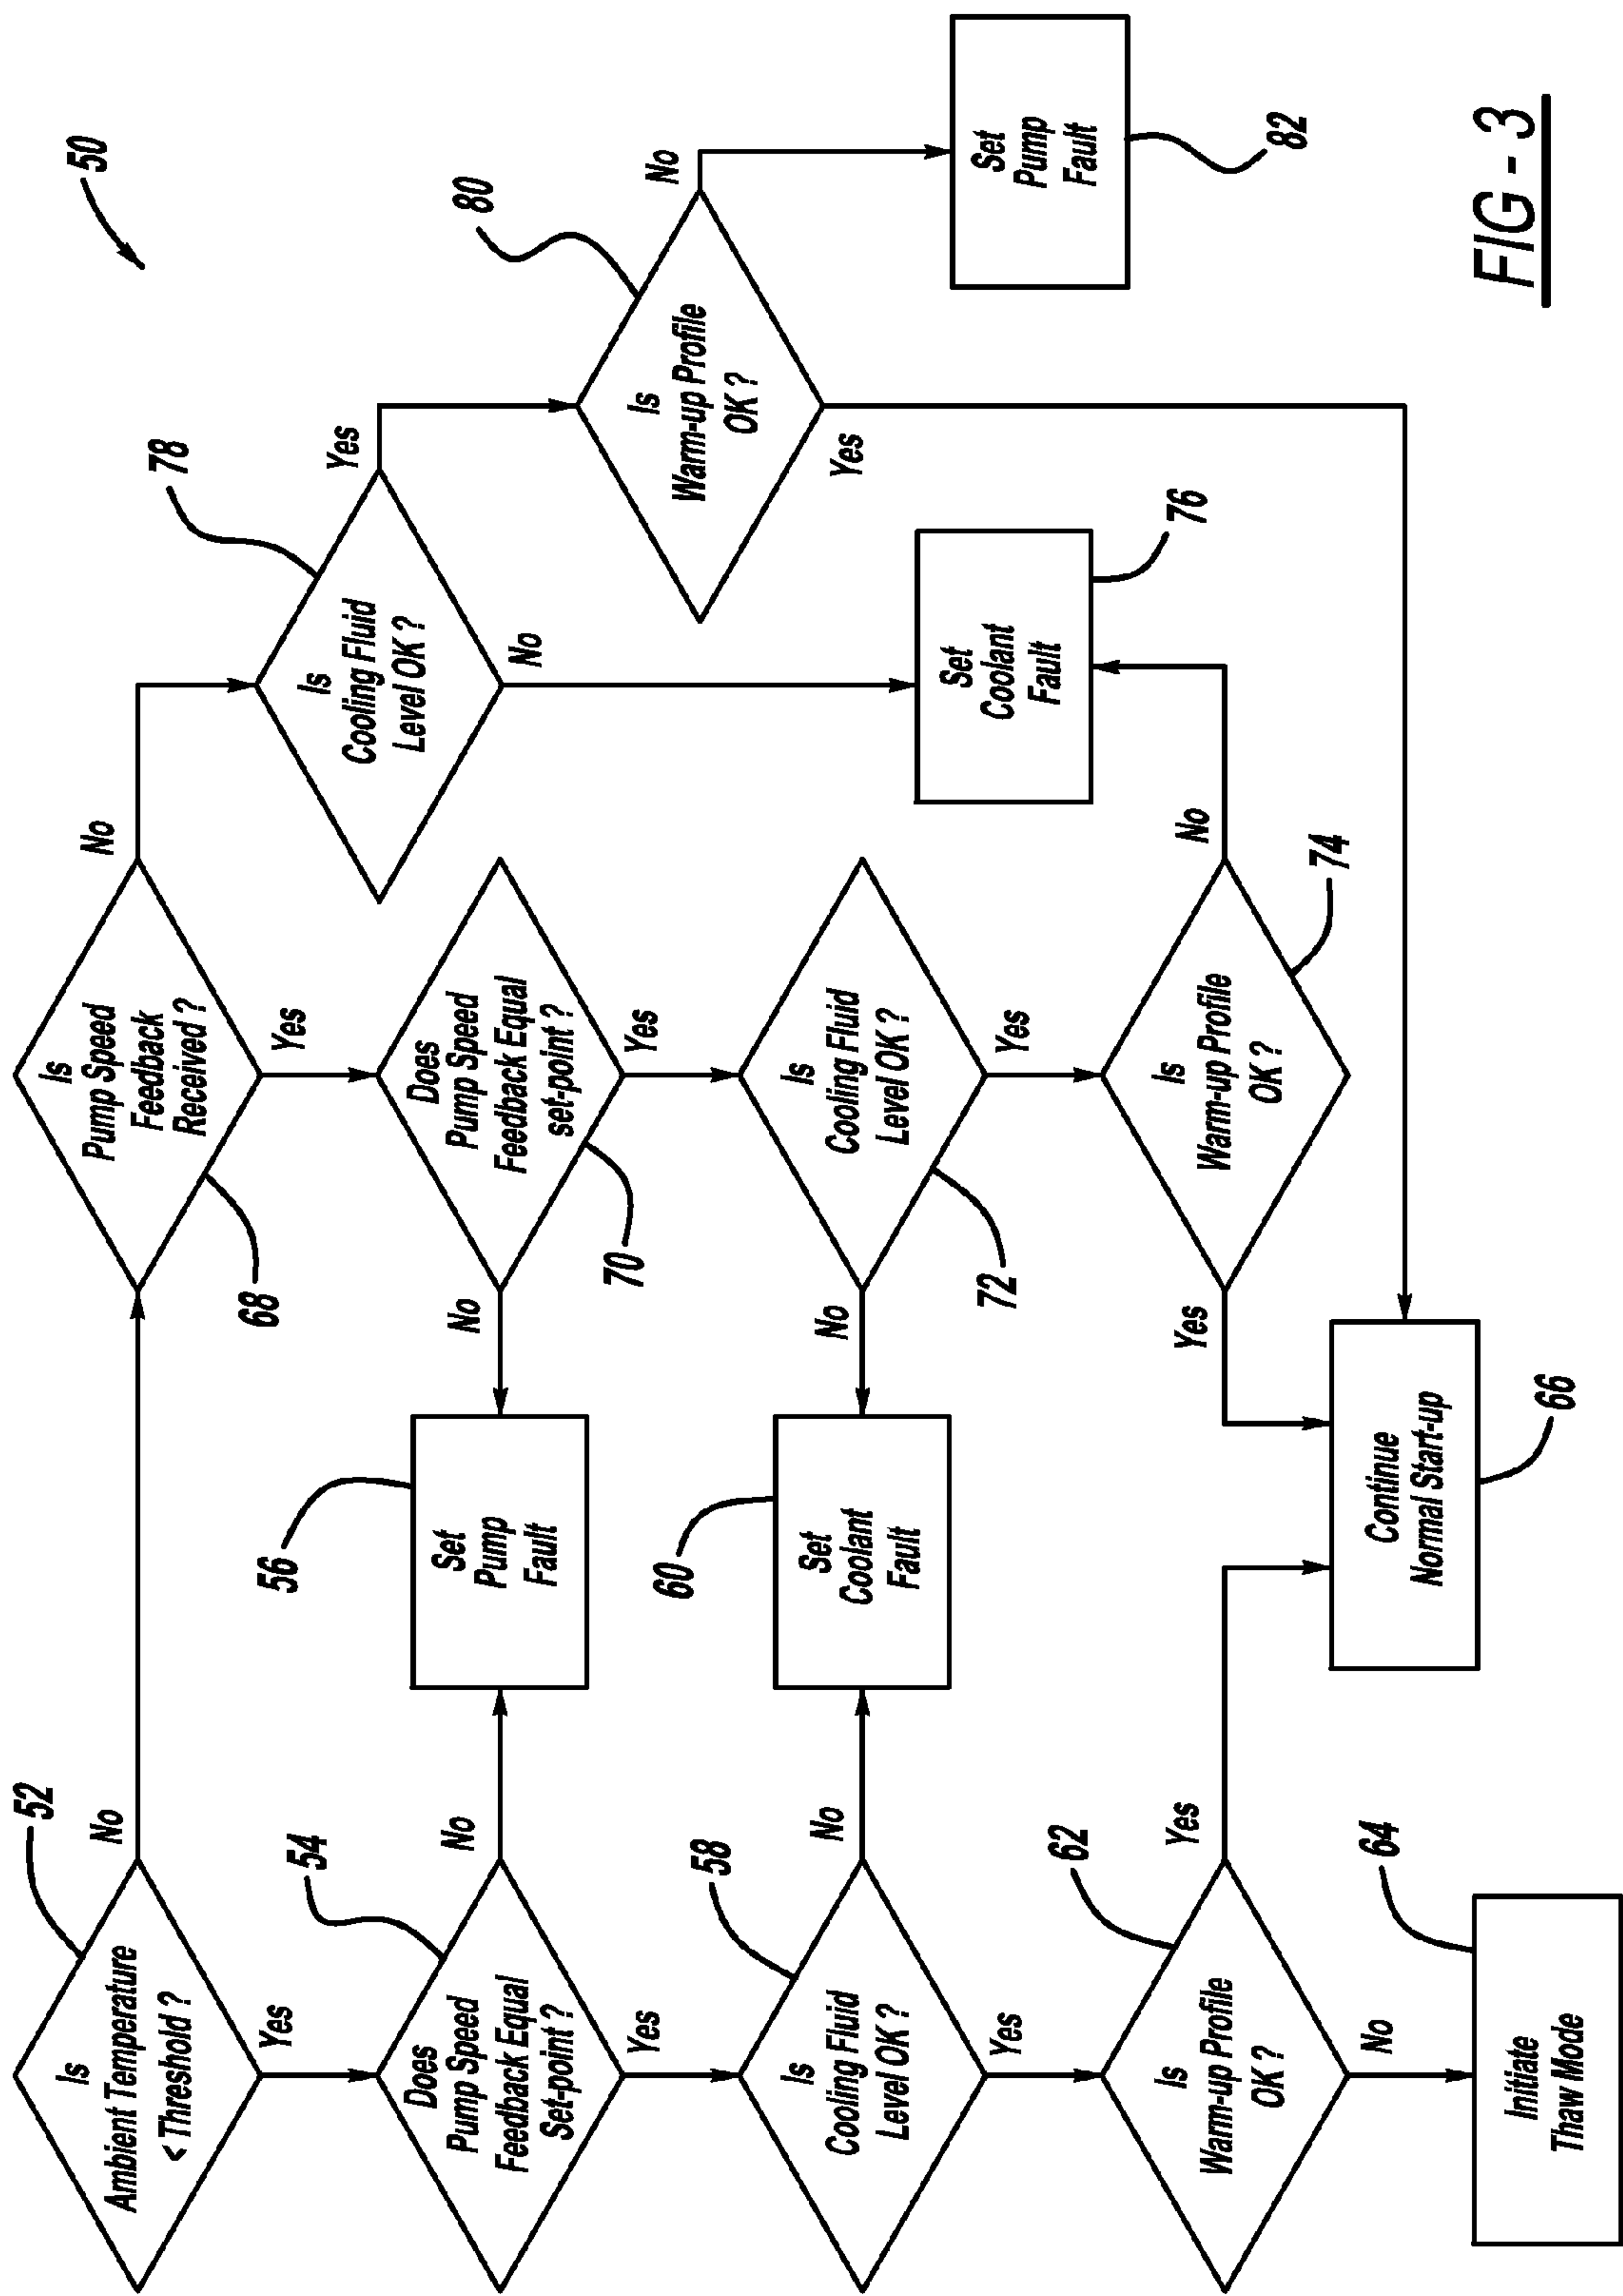 50
Is
Ambient Temperature
< Threshold ?
52
No
Yes
Is
Pump Speed
Feedback
Received ?
68
No
Yes
Does
Pump Speed
Feedback Equal
Set-point ?
54
No
Yes
Set
Pump
Fault
56
Does
Pump Speed
Feedback Equal
set-point ?
70
No
Yes
Is
Cooling Fluid
Level OK ?
78
Yes
No
Is
Cooling Fluid
Level OK ?
58
No
Yes
Set
Coolant
Fault
60
Is
Cooling Fluid
Level OK ?
72
No
Yes
Is
Warm-up Profile
OK ?
80
No
Yes
Set
Pump
Fault
82
Set
Coolant
Fault
76
Is
Warm-up Profile
OK ?
62
Yes
No
Is
Warm-up Profile
OK ?
74
Yes
No
Continue
Normal Start-up
66
Initiate
Thaw Mode
64
FIG - 3